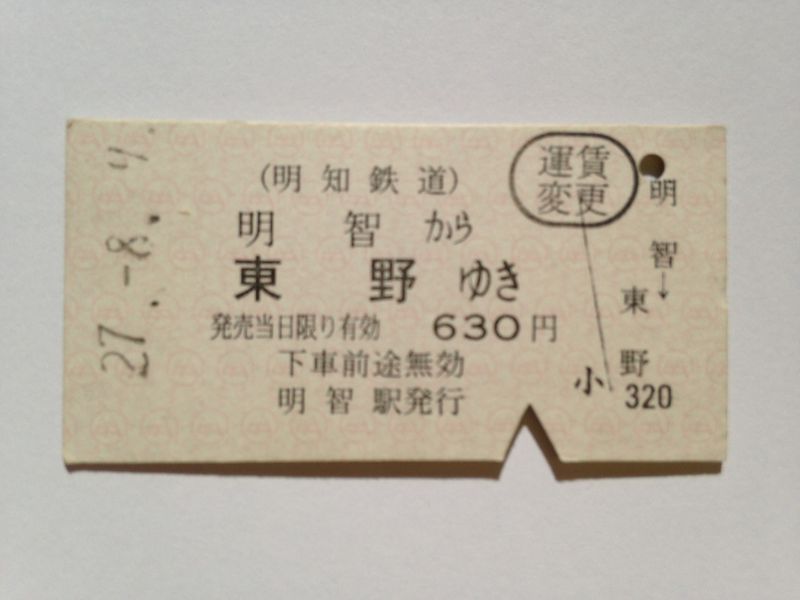 27.-8.-4.
(明知鉄道)
明智から
東野ゆき
発売当日限り有効 630円
下車前途無効
明智駅発行
運賃
変更
明智→東野
小 320